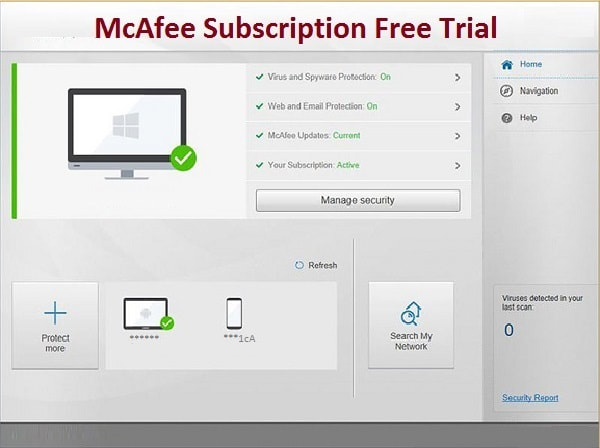 McAfee Subscription Free Trial
Virus and Spyware Protection: On
Web and Email Protection: On
McAfee Updates: Current
Your Subscription: Active
Manage security
Home
Navigation
Help
Refresh
Protect
more
******
***1cA
Search My
Network
Viruses detected in your
last scan:
0
Security Report